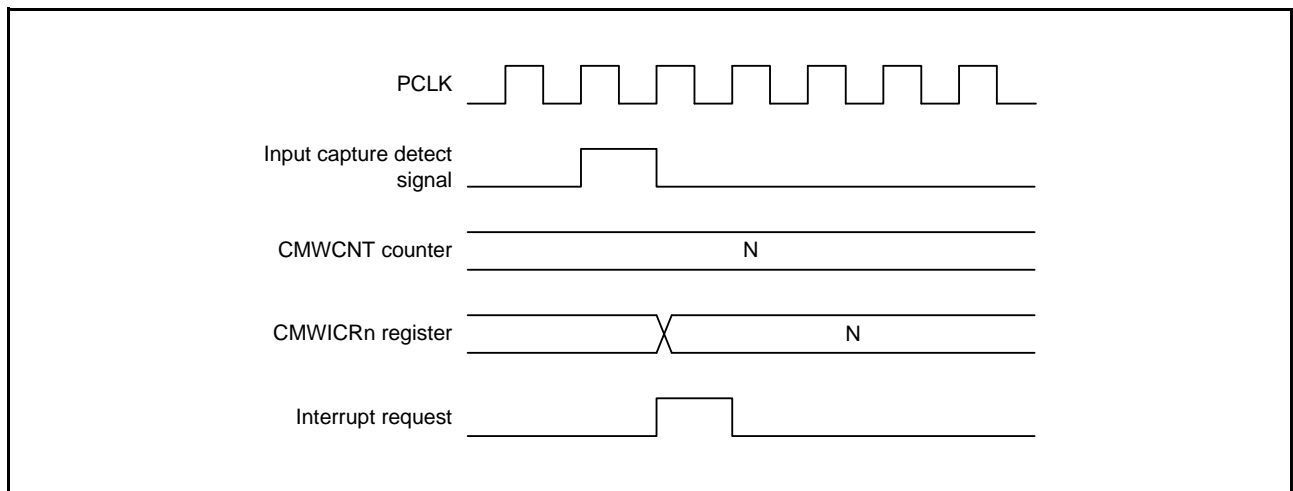 PCLK
Input capture detect
signal
CMWCNT counter
N
CMWICRn register
N
Interrupt request